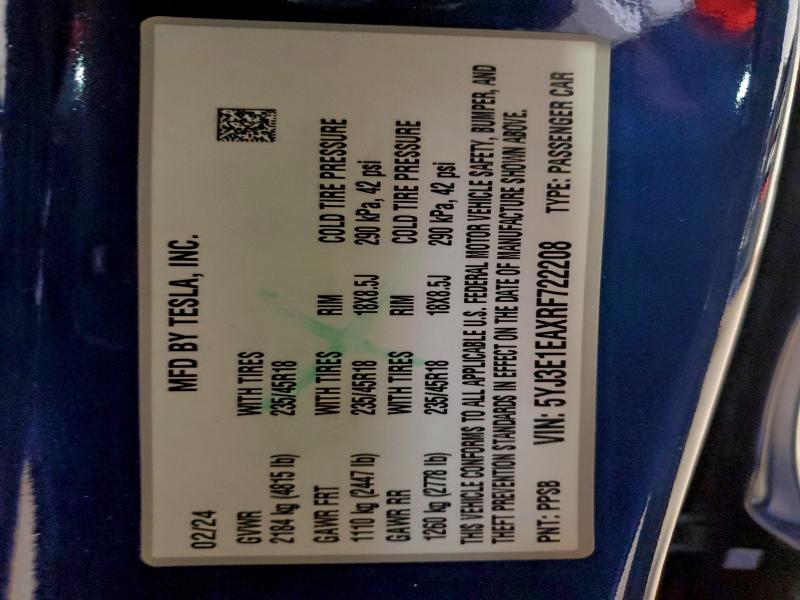 MFD BY TESLA, INC.
02/24
GVWR WITH TIRES
2184 kg (4815 lb) 235/45R18
GAWR FRT WITH TIRES RIM COLD TIRE PRESSURE
1110 kg (2447 lb) 235/45R18 18X8.5J 290 kPa, 42 psi
GAWR RR WITH TIRES RIM COLD TIRE PRESSURE
1260 kg (2778 lb) 235/45R18 18X8.5J 290 kPa, 42 psi
THIS VEHICLE CONFORMS TO ALL APPLICABLE U.S. FEDERAL MOTOR VEHICLE SAFETY, BUMPER, AND
THEFT PREVENTION STANDARDS IN EFFECT ON THE DATE OF MANUFACTURE SHOWN ABOVE.
PNT: PPSB VIN: 5YJ3E1EAXRF722208 TYPE: PASSENGER CAR